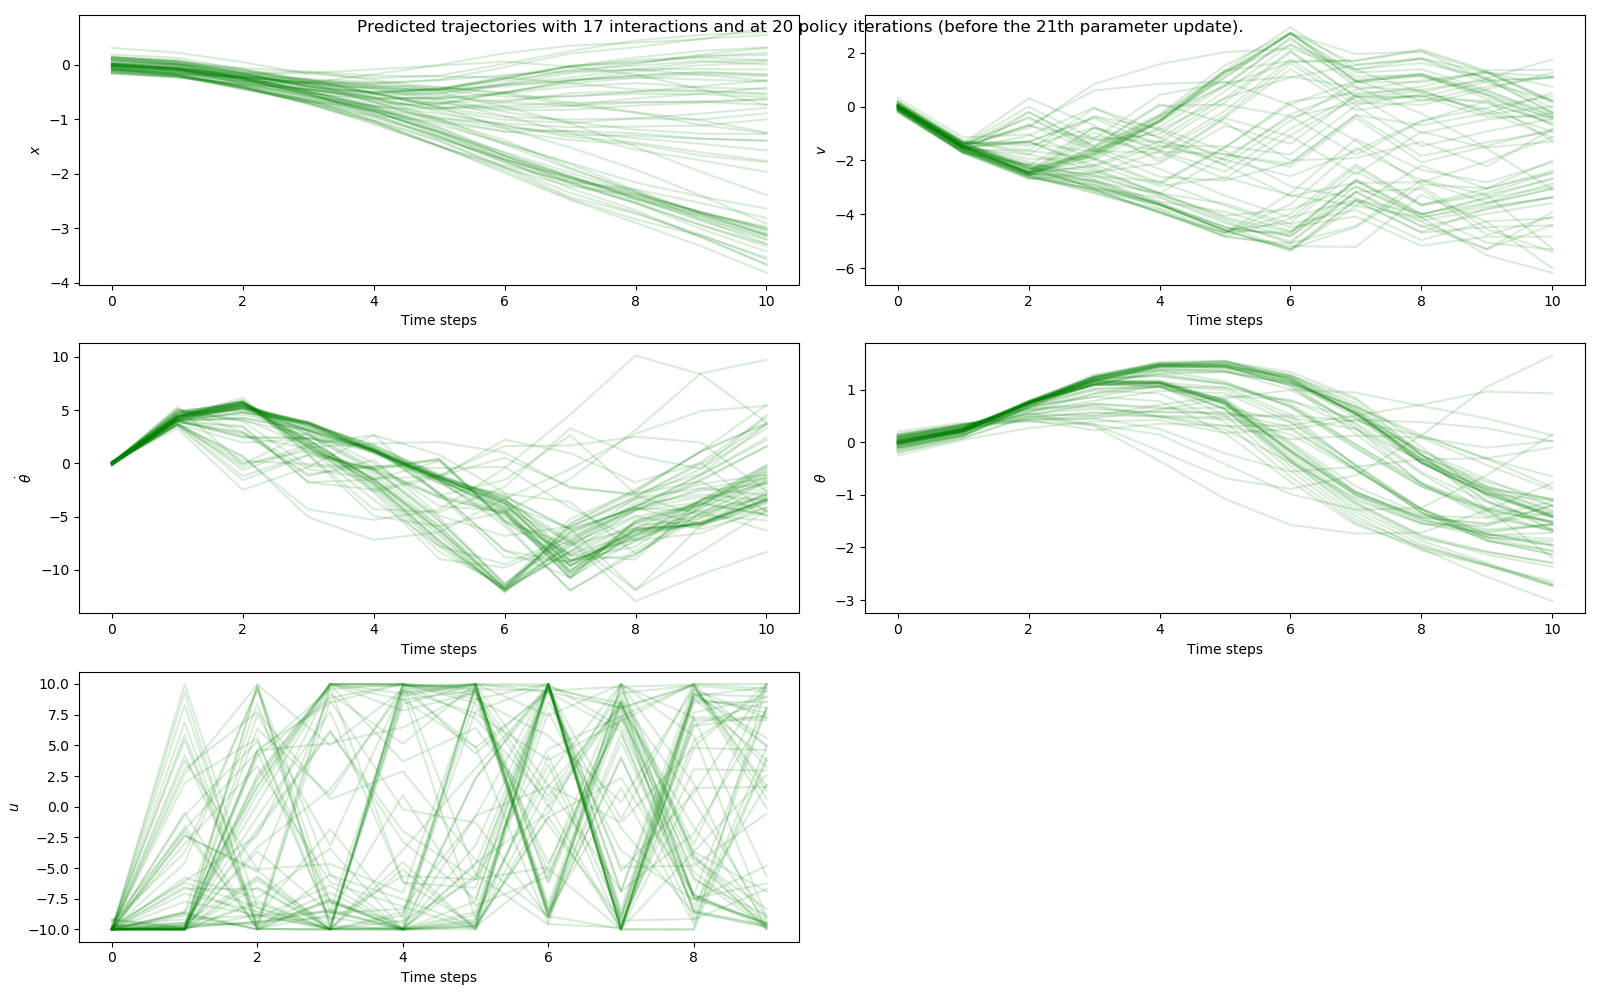 Predicted trajectories with 17 interactions and at 20 policy iterations (before the 21th parameter update).
0
−1
−2
−3
−4
x
0 2 4 6 8 10
Time steps
2
0
−2
−4
−6
v
0 2 4 6 8 10
Time steps
10
5
0
−5
−10
θ̇
0 2 4 6 8 10
Time steps
1
0
−1
−2
−3
θ
0 2 4 6 8 10
Time steps
10.0
7.5
5.0
2.5
0.0
−2.5
−5.0
−7.5
−10.0
u
0 2 4 6 8
Time steps